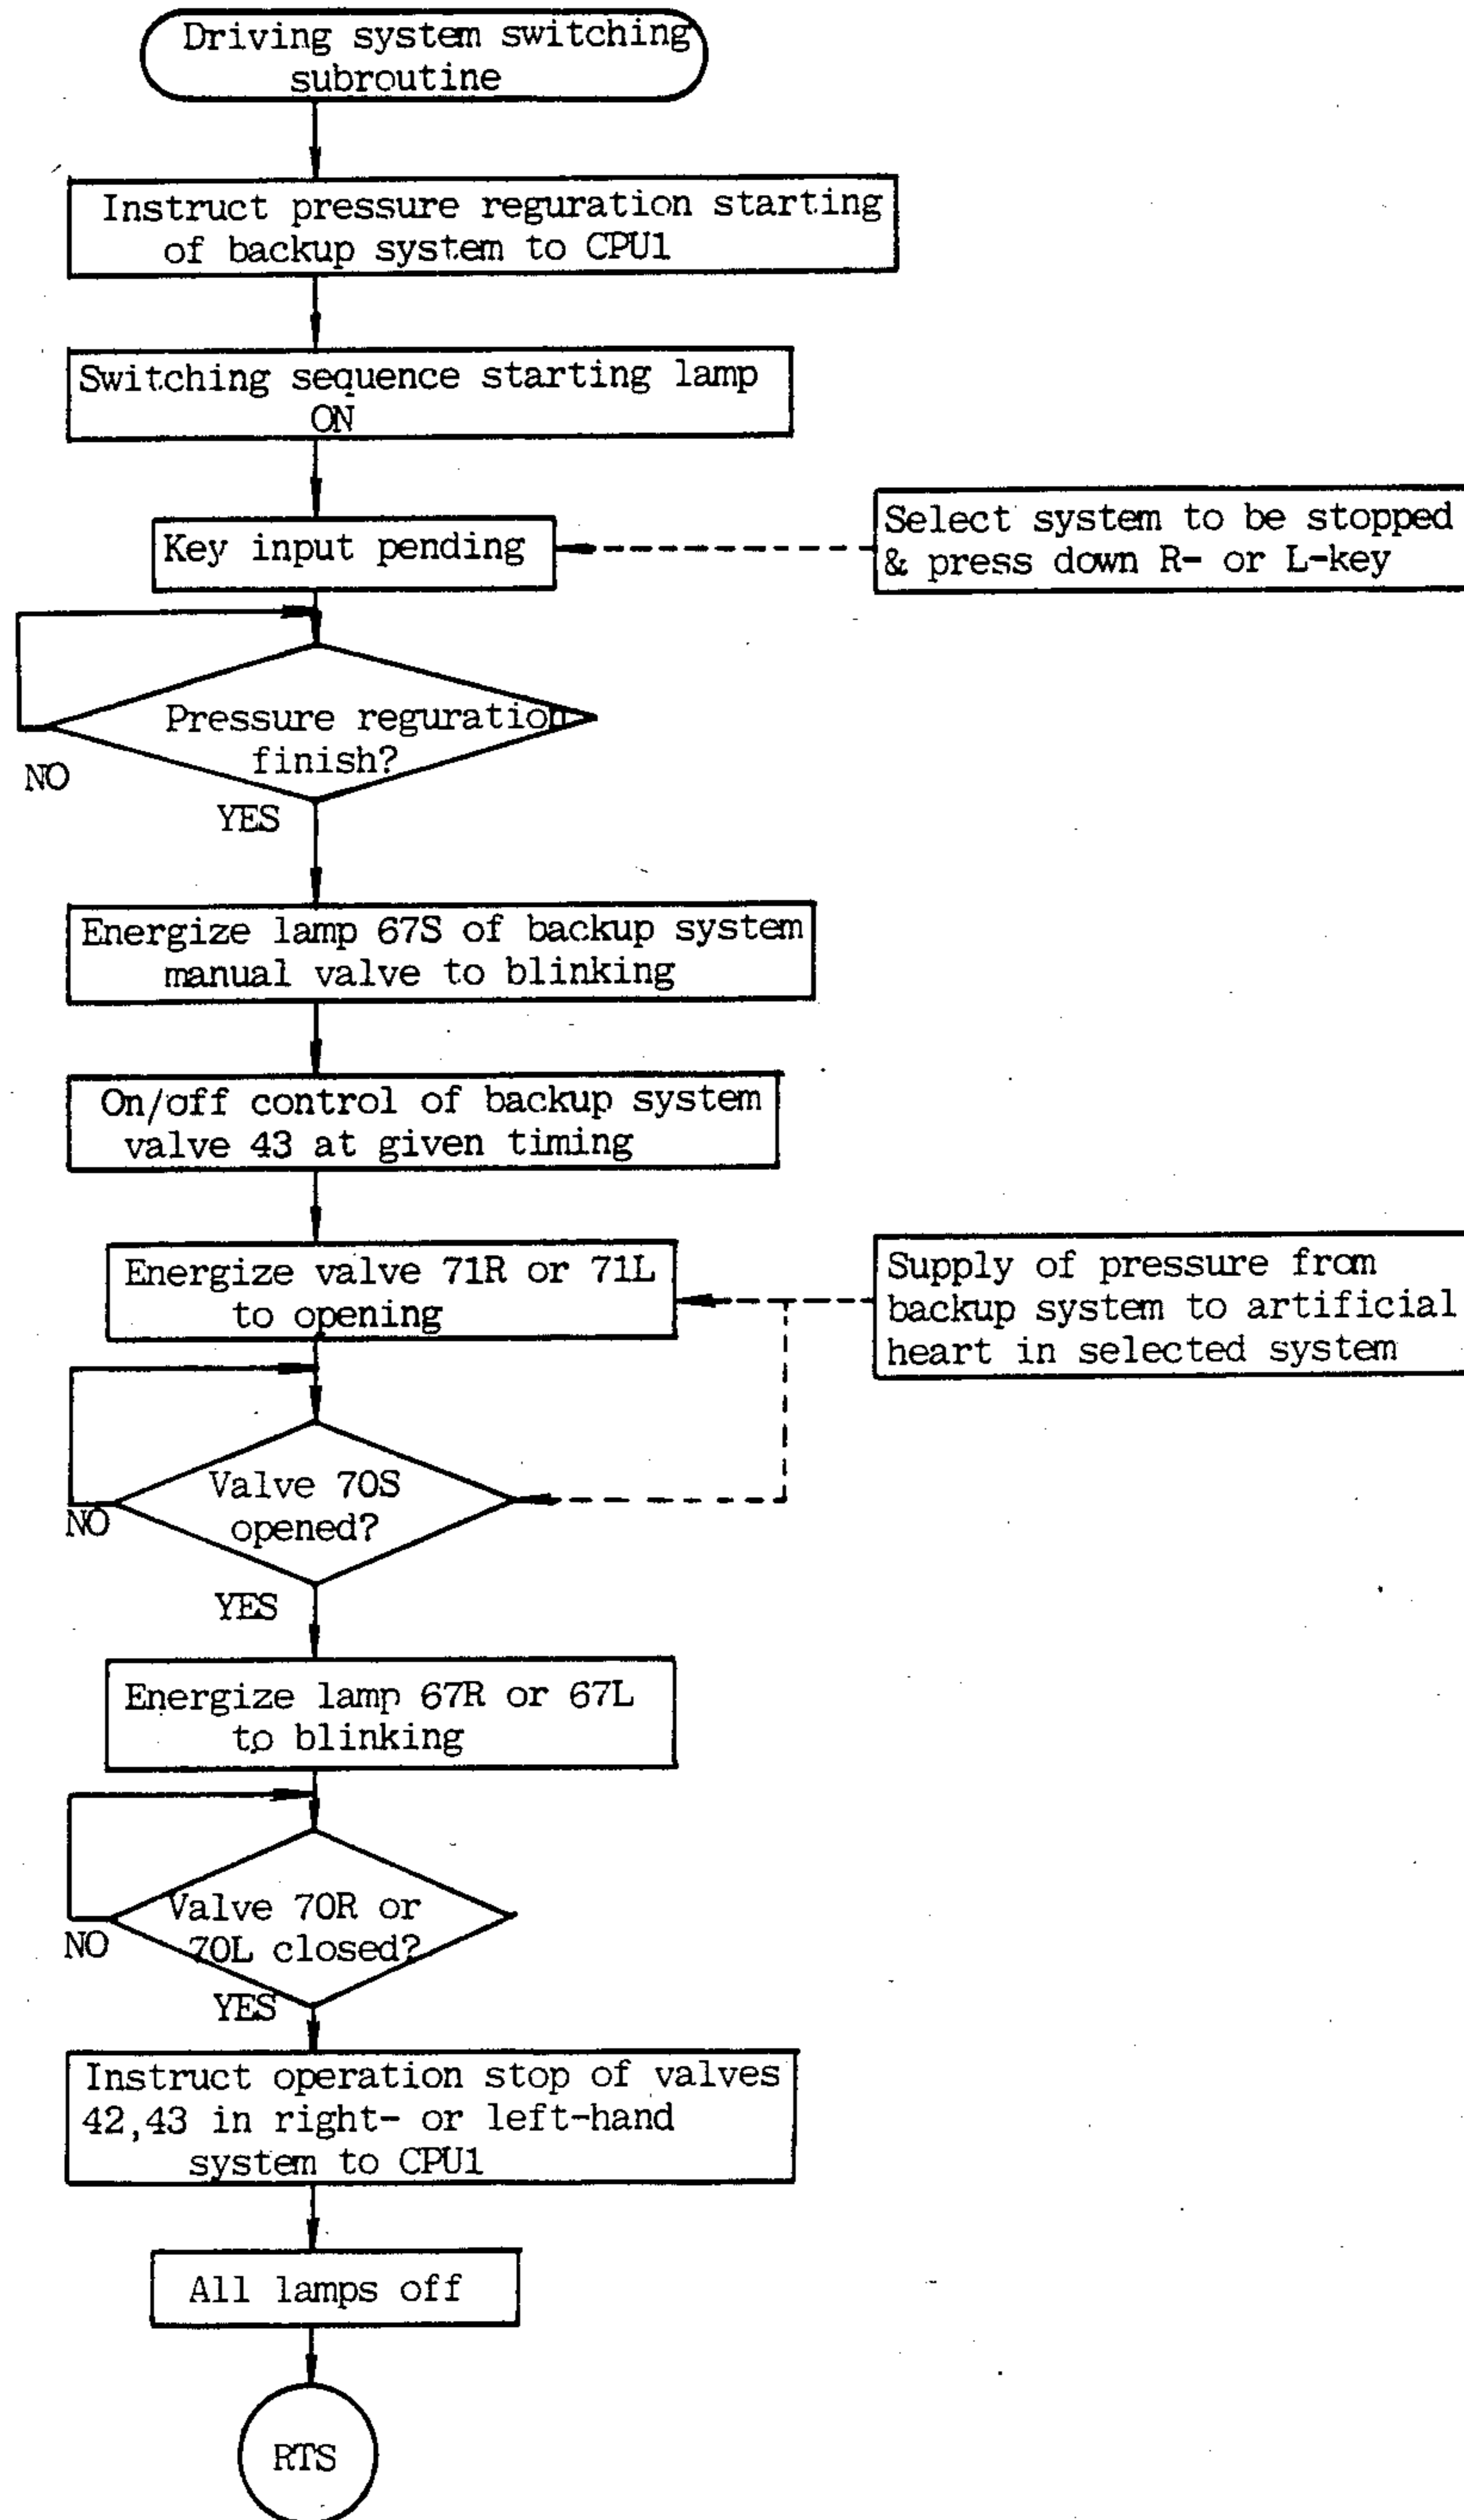 Driving system switching
subroutine
Instruct pressure reguration starting
of backup system to CPU1
Switching sequence starting lamp
ON
Key input pending
Select system to be stopped
& press down R- or L-key
Pressure reguration
finish?
NO
YES
Energize lamp 67S of backup system
manual valve to blinking
On/off control of backup system
valve 43 at given timing
Energize valve 71R or 71L
to opening
Supply of pressure from
backup system to artificial
heart in selected system
Valve 70S
opened?
NO
YES
Energize lamp 67R or 67L
to blinking
Valve 70R or
70L closed?
NO
YES
Instruct operation stop of valves
42,43 in right- or left-hand
system to CPU1
All lamps off
RTS